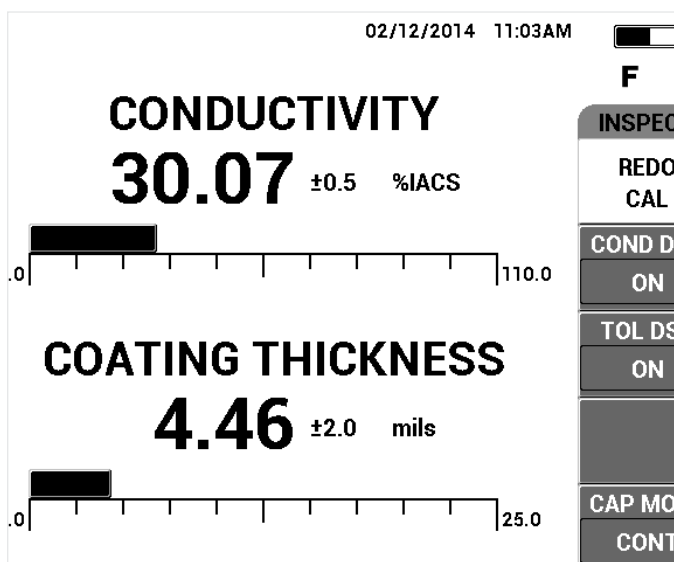 02/12/2014 11:03AM
F
CONDUCTIVITY
30.07 ±0.5 %IACS
.0 110.0
COATING THICKNESS
4.46 ±2.0 mils
.0 25.0
INSPEC
REDO
CAL
COND D
ON
TOL DS
ON
CAP MO
CONT